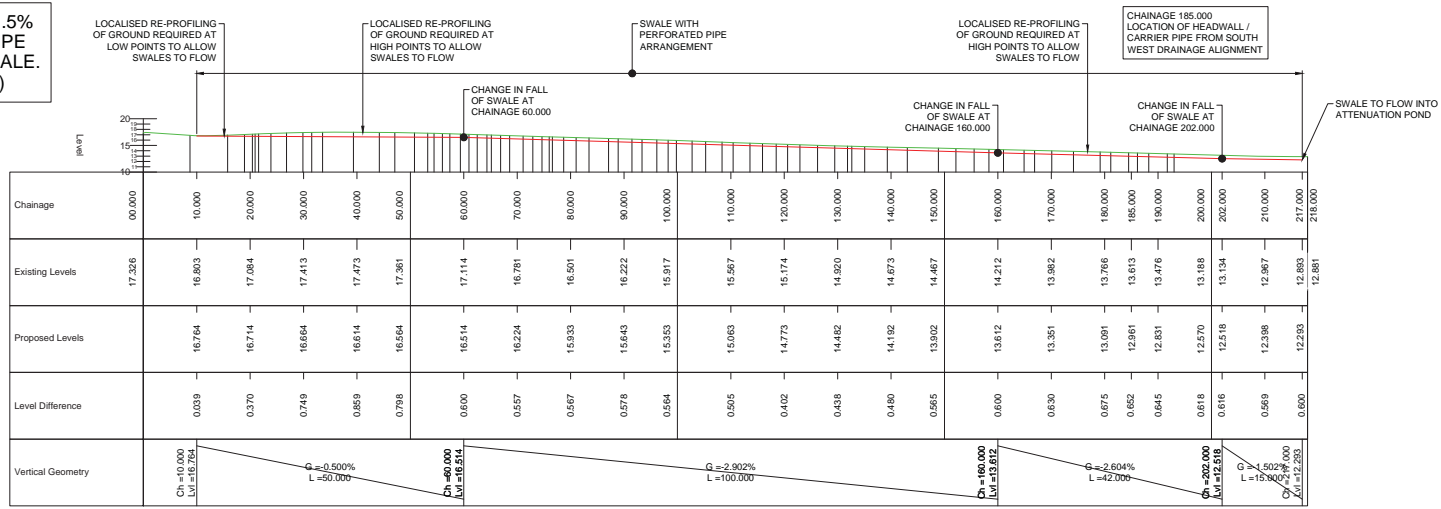 .5%
PE
ALE.
)
LOCALISED RE-PROFILING
OF GROUND REQUIRED AT
LOW POINTS TO ALLOW
SWALES TO FLOW
LOCALISED RE-PROFILING
OF GROUND REQUIRED AT
HIGH POINTS TO ALLOW
SWALES TO FLOW
SWALE WITH
PERFORATED PIPE
ARRANGEMENT
LOCALISED RE-PROFILING
OF GROUND REQUIRED AT
HIGH POINTS TO ALLOW
SWALES TO FLOW
CHAINAGE 185.000
LOCATION OF HEADWALL /
CARRIER PIPE FROM SOUTH
WEST DRAINAGE ALIGNMENT
CHANGE IN FALL
OF SWALE AT
CHAINAGE 60.000
CHANGE IN FALL
OF SWALE AT
CHAINAGE 160.000
CHANGE IN FALL
OF SWALE AT
CHAINAGE 202.000
SWALE TO FLOW INTO
ATTENUATION POND
Level
20
19
18
17
16
15
14
13
12
11
10
Chainage
00.000 10.000 20.000 30.000 40.000 50.000 60.000 70.000 80.000 90.000 100.000 110.000 120.000 130.000 140.000 150.000 160.000 170.000 180.000 185.000 190.000 200.000 202.000 210.000 217.000 218.000
Existing Levels
17.326 16.803 17.084 17.413 17.473 17.361 17.114 16.781 16.501 16.222 15.917 15.567 15.174 14.920 14.673 14.467 14.212 13.982 13.766 13.613 13.476 13.188 13.134 12.967 12.893 12.881
Proposed Levels
16.764 16.714 16.664 16.614 16.564 16.514 16.224 15.933 15.643 15.353 15.063 14.773 14.482 14.192 13.902 13.612 13.351 13.091 12.961 12.831 12.570 12.518 12.398 12.293
Level Difference
0.039 0.370 0.749 0.859 0.798 0.600 0.557 0.567 0.578 0.564 0.505 0.402 0.438 0.480 0.565 0.600 0.630 0.675 0.652 0.645 0.618 0.616 0.569 0.600
Vertical Geometry
Ch =10.000
Lvl =16.764
G =-0.500%
L =50.000
Ch =60.000
Lvl =16.514
G =-2.902%
L =100.000
Ch =160.000
Lvl =13.612
G =-2.604%
L =42.000
Ch =202.000
Lvl =12.518
G =-1.502%
L =15.000
Ch =217.000
Lvl =12.293